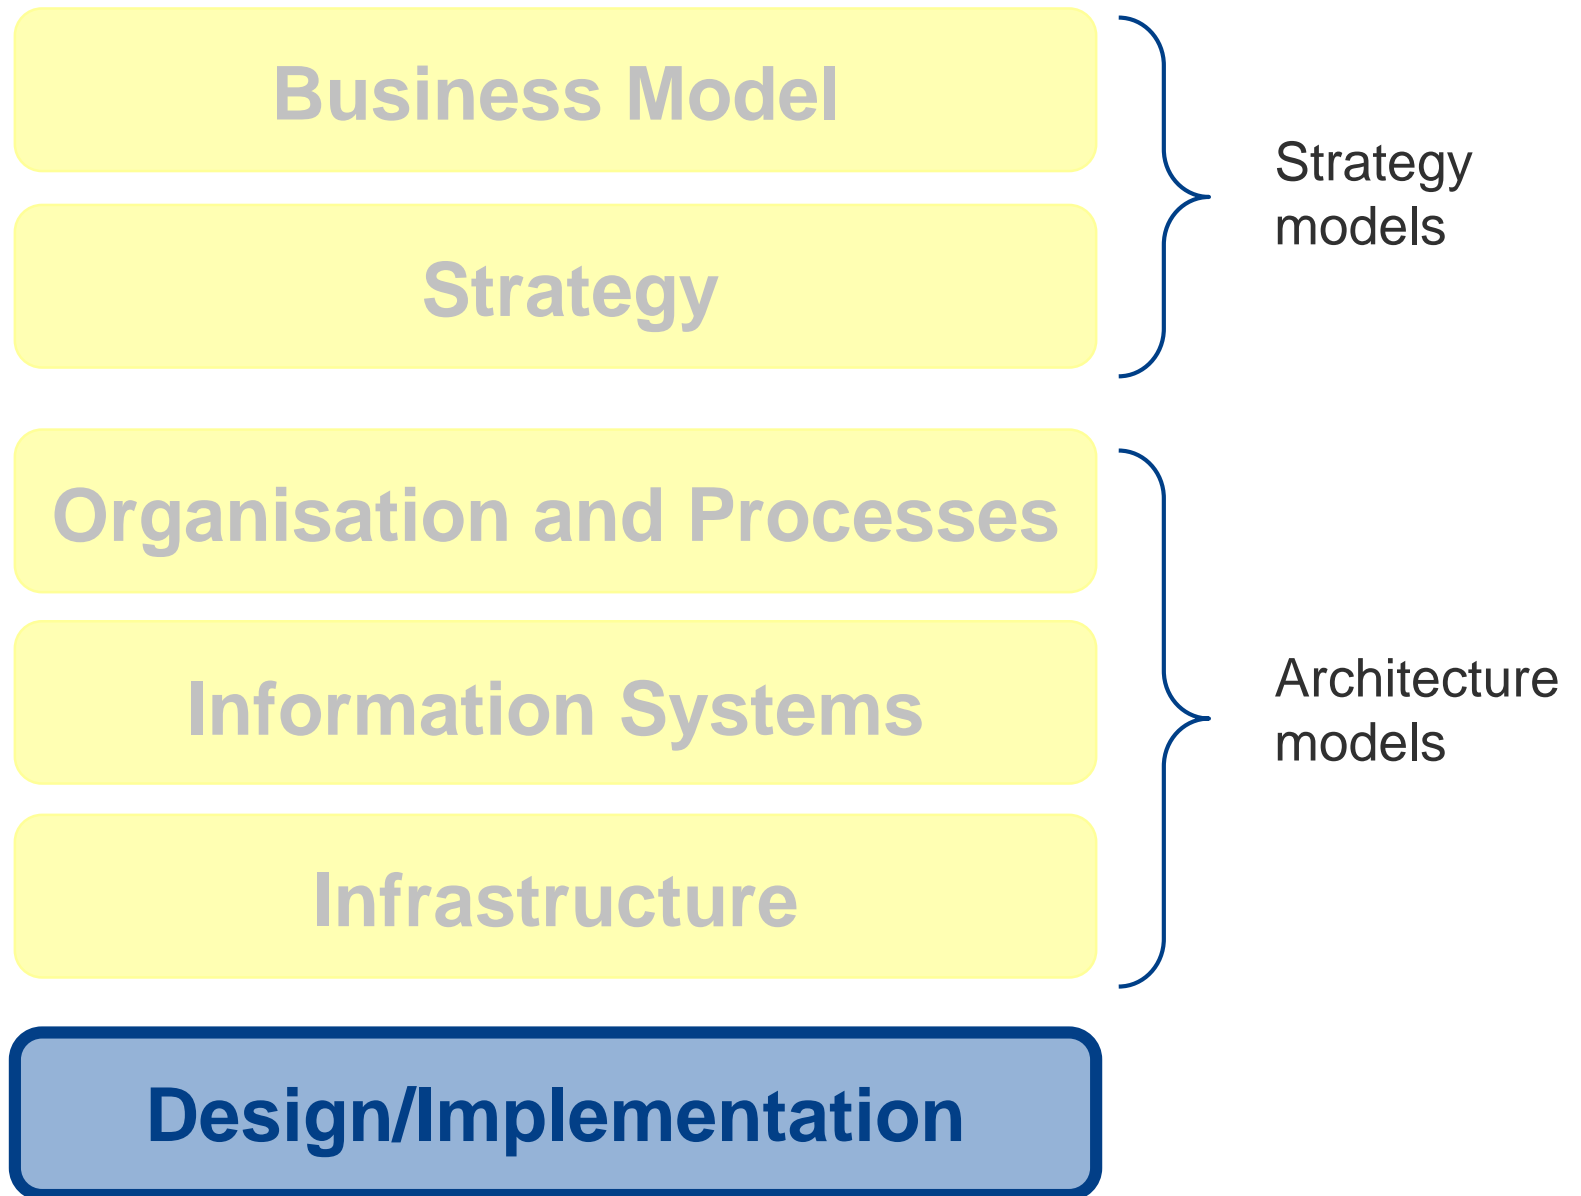 Business Model
Strategy
Strategy
models
Organisation and Processes
Information Systems
Infrastructure
Architecture
models
Design/Implementation